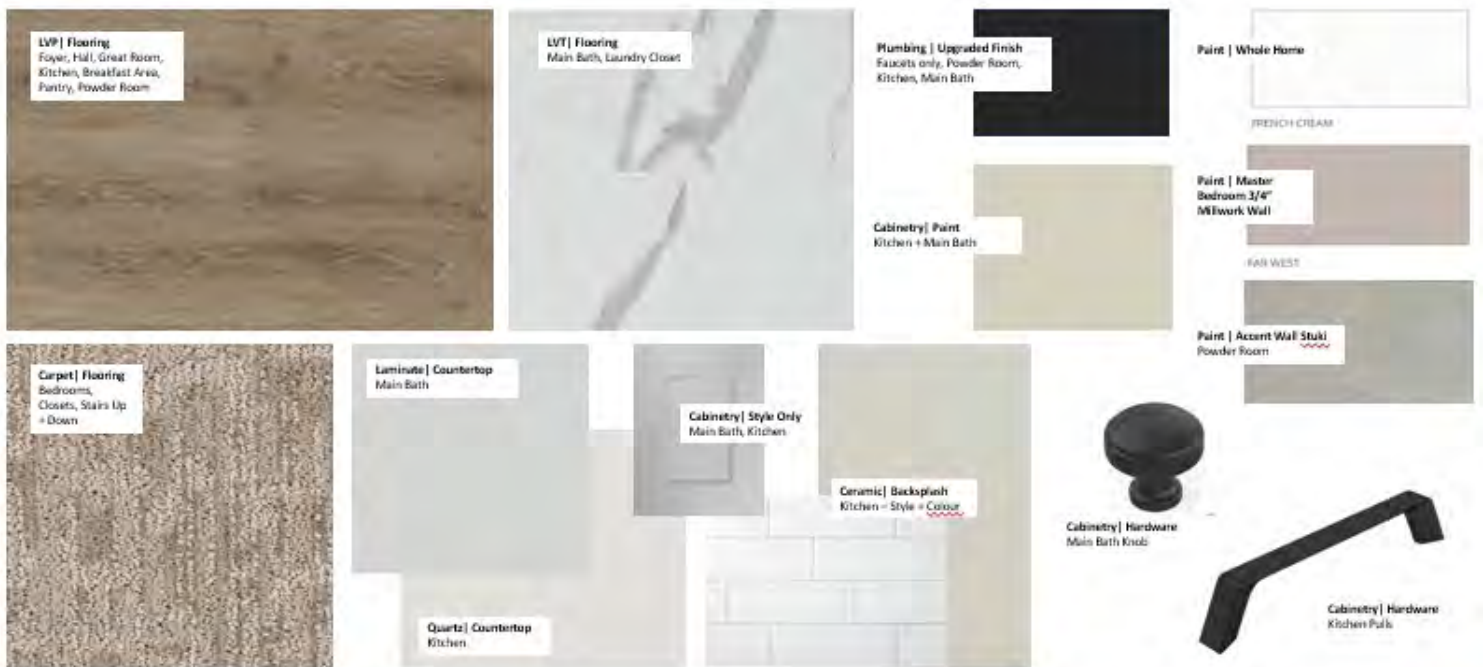 LVP| Flooring
Foyer, Hall, Great Room,
Kitchen, Breakfast Area,
Pantry, Powder Room
LVT| Flooring
Main Bath, Laundry Closet
Plumbing | Upgraded Finish
Faucets only, Powder Room,
Kitchen, Main Bath
Paint | Whole Home
FRENCH CREAM
Cabinetry| Paint
Kitchen + Main Bath
Paint | Master
Bedroom 3/4"
Millwork Wall
FAR WEST
Paint | Accent Wall Stuki
Powder Room
Carpet| Flooring
Bedrooms,
Closets, Stairs Up
+ Down
Laminate| Countertop
Main Bath
Cabinetry| Style Only
Main Bath, Kitchen
Ceramic| Backsplash
Kitchen – Style + Colour
Quartz| Countertop
Kitchen
Cabinetry| Hardware
Main Bath Knob
Cabinetry| Hardware
Kitchen Pulls